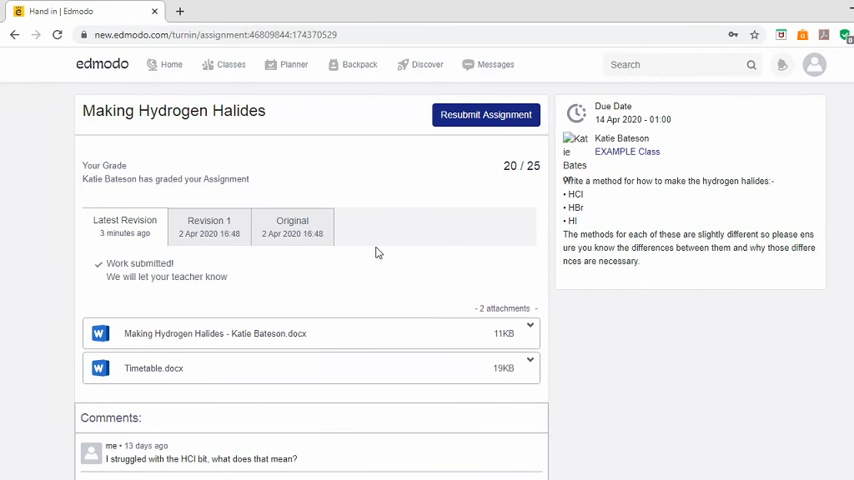 Hand in | Edmodo
new.edmodo.com/turnin/assignment:46809844:174370529
edmodo
Home
Classes
Planner
Backpack
Discover
Messages
Search
Making Hydrogen Halides
Resubmit Assignment
Your Grade
20 / 25
Katie Bateson has graded your Assignment
Latest Revision
3 minutes ago
Revision 1
2 Apr 2020 16:48
Original
2 Apr 2020 16:48
Work submitted!
We will let your teacher know
- 2 attachments -
Making Hydrogen Halides - Katie Bateson.docx
11KB
Timetable.docx
19KB
Comments:
me • 13 days ago
I struggled with the HCl bit, what does that mean?
Due Date
14 Apr 2020 - 01:00
Kat
ie
Bates
on
Katie Bateson
EXAMPLE Class
Write a method for how to make the hydrogen halides:-
• HCl
• HBr
• HI
The methods for each of these are slightly different so please ens
ure you know the differences between them and why those differe
nces are necessary.